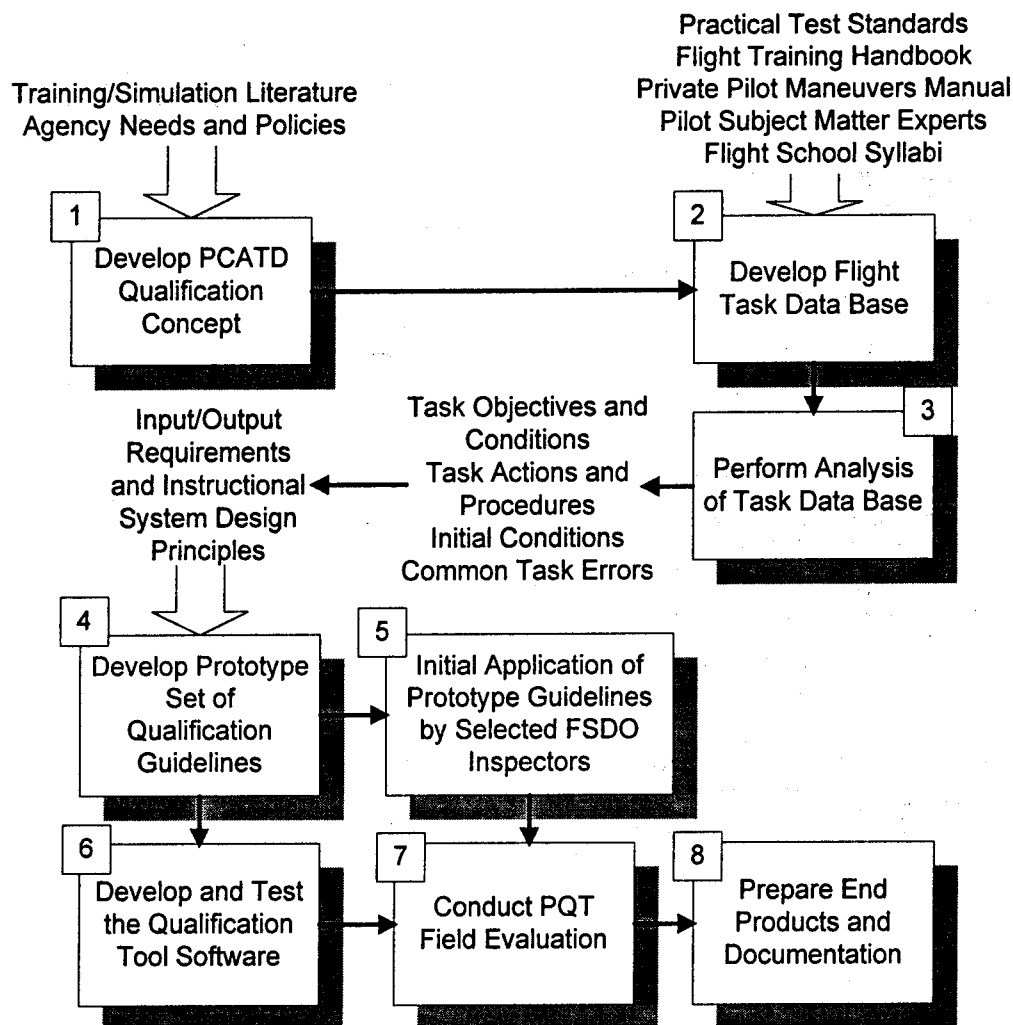 Training/Simulation Literature
Agency Needs and Policies
Practical Test Standards
Flight Training Handbook
Private Pilot Maneuvers Manual
Pilot Subject Matter Experts
Flight School Syllabi
1
Develop PCATD
Qualification
Concept
2
Develop Flight
Task Data Base
3
Perform Analysis
of Task Data Base
Task Objectives and
Conditions
Task Actions and
Procedures
Initial Conditions
Common Task Errors
Input/Output
Requirements
and Instructional
System Design
Principles
4
Develop Prototype
Set of
Qualification
Guidelines
5
Initial Application of
Prototype Guidelines
by Selected FSDO
Inspectors
6
Develop and Test
the Qualification
Tool Software
7
Conduct PQT
Field Evaluation
8
Prepare End
Products and
Documentation